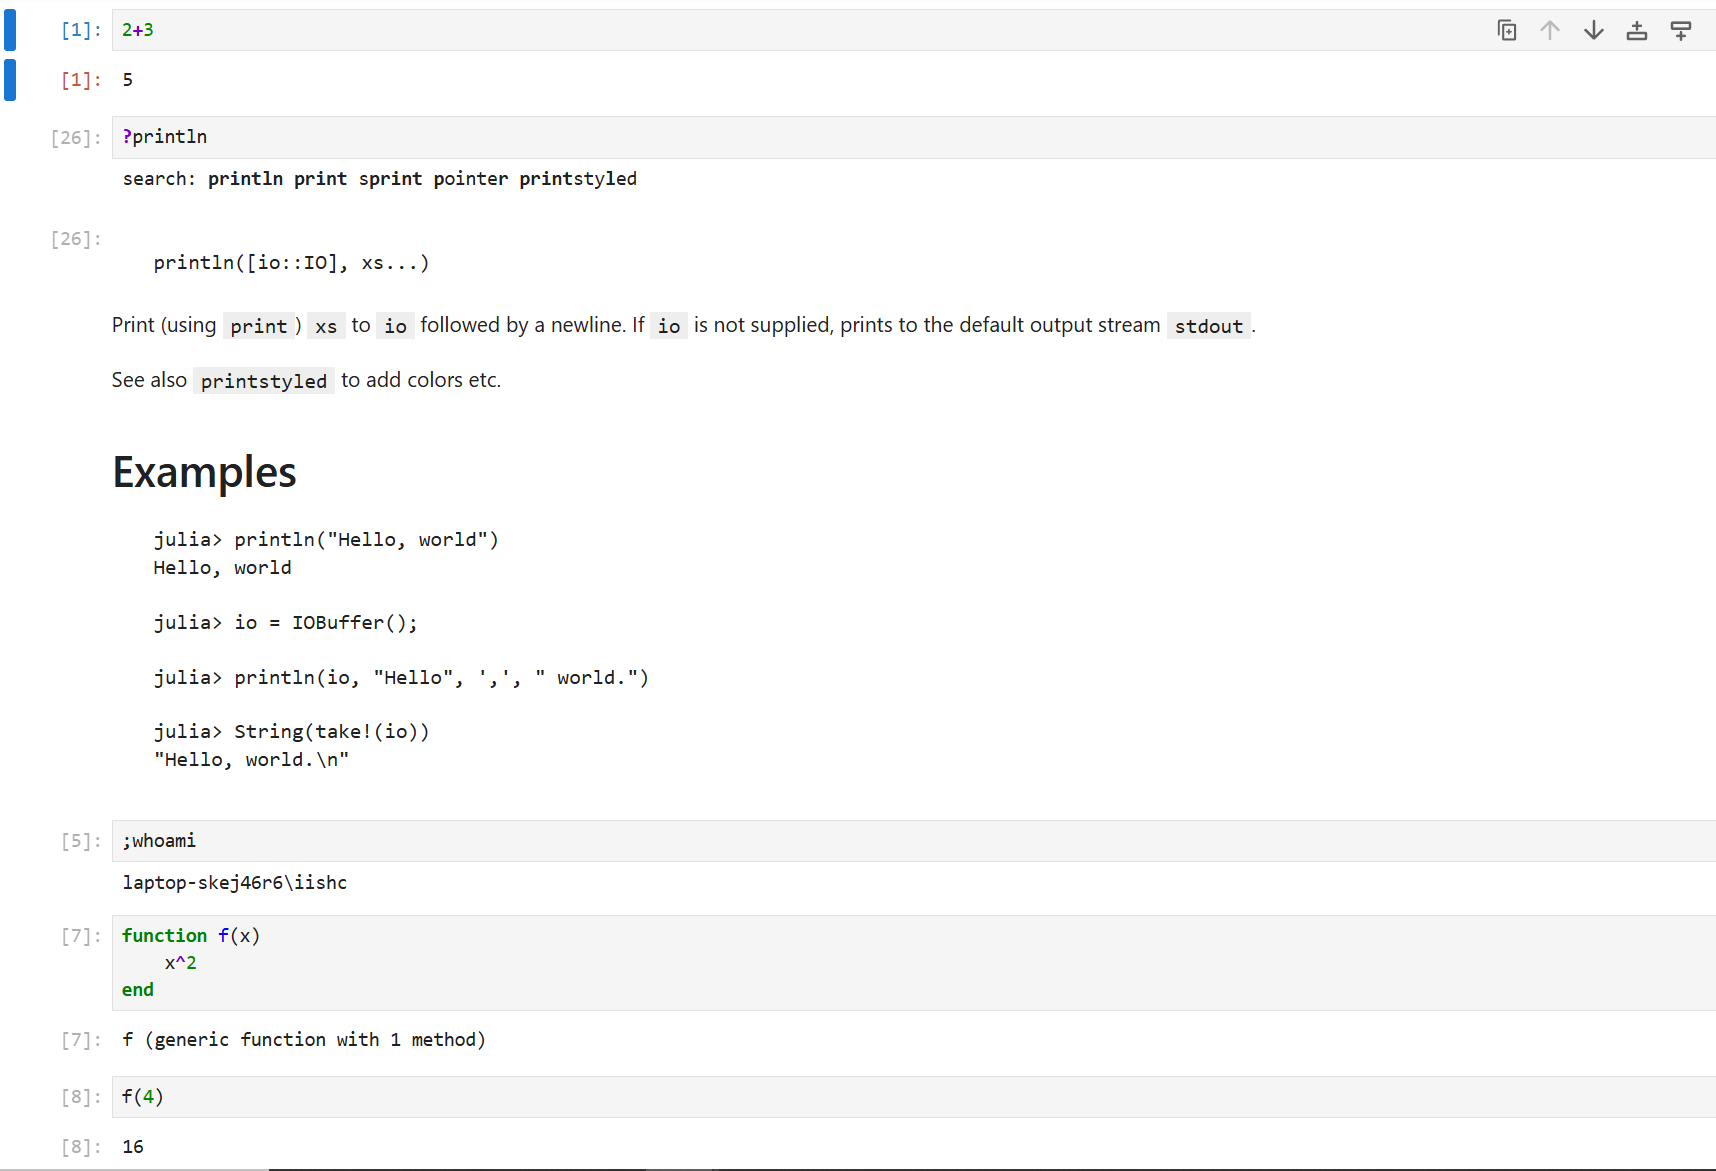 [1]: 2+3
[1]: 5
[26]: ?println
search: println print sprint pointer printstyled
[26]:
println([io::IO], xs...)
Print (using print ) xs to io followed by a newline. If io is not supplied, prints to the default output stream stdout .
See also printstyled to add colors etc.
Examples
julia> println("Hello, world")
Hello, world
julia> io = IOBuffer();
julia> println(io, "Hello", ',', " world.")
julia> String(take!(io))
"Hello, world.\n"
[5]: ;whoami
laptop-skej46r6\iishc
[7]: function f(x)
    x^2
end
[7]: f (generic function with 1 method)
[8]: f(4)
[8]: 16